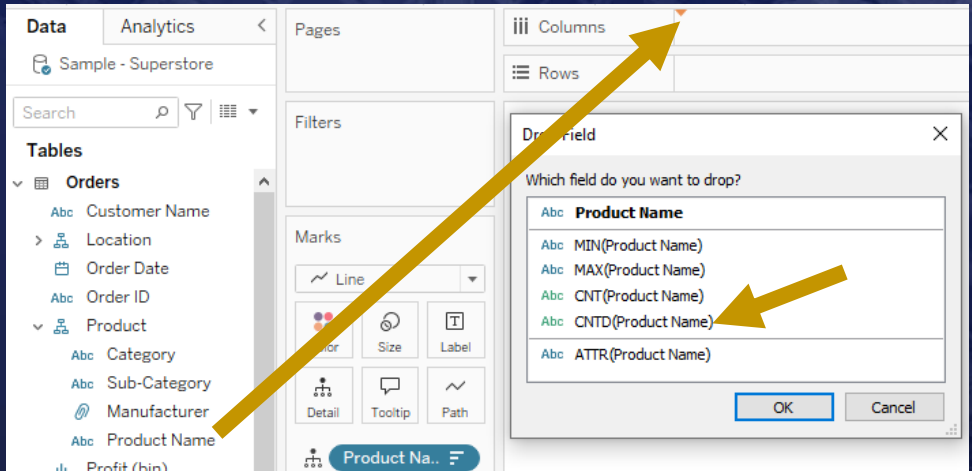 Data
Analytics
Sample - Superstore
Search
Tables
Orders
Abc Customer Name
Location
Order Date
Abc Order ID
Product
Abc Category
Abc Sub-Category
Manufacturer
Abc Product Name
Profit (bin)
Pages
Filters
Marks
Line
Size
Label
Detail
Tooltip
Path
Product Na..
Columns
Rows
Field
Which field do you want to drop?
Abc Product Name
Abc MIN(Product Name)
Abc MAX(Product Name)
Abc CNT(Product Name)
Abc CNTD(Product Name)
Abc ATTR(Product Name)
OK
Cancel